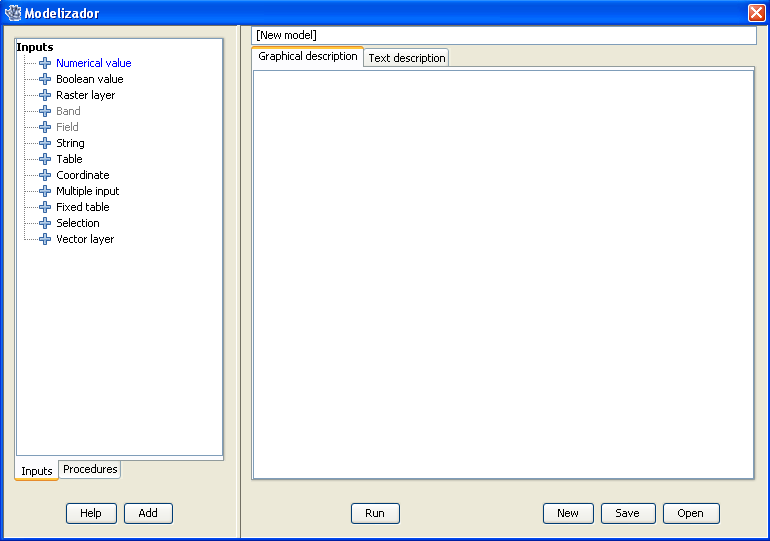 Modelizador
Inputs
Numerical value
Boolean value
Raster layer
Band
Field
String
Table
Coordinate
Multiple input
Fixed table
Selection
Vector layer
Inputs Procedures
Help Add
[New model]
Graphical description Text description
Run New Save Open